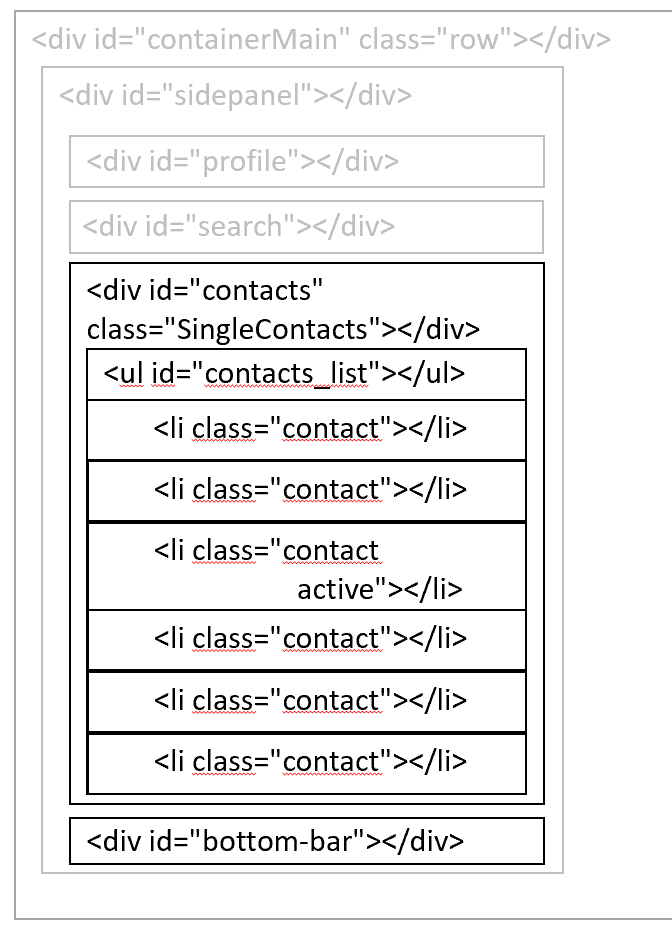 <div id="containerMain" class="row"></div>
<div id="sidepanel"></div>
<div id="profile"></div>
<div id="search"></div>
<div id="contacts"
class="SingleContacts"></div>
<ul id="contacts_list"></ul>
<li class="contact"></li>
<li class="contact"></li>
<li class="contact
active"></li>
<li class="contact"></li>
<li class="contact"></li>
<li class="contact"></li>
<div id="bottom-bar"></div>